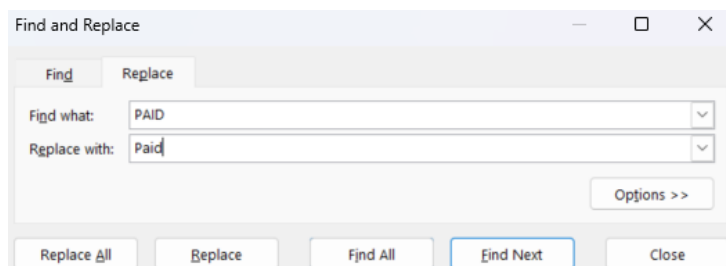 Find and Replace
Find Replace
Find what: PAID
Replace with: Paid
Options >>
Replace All Replace Find All Find Next Close